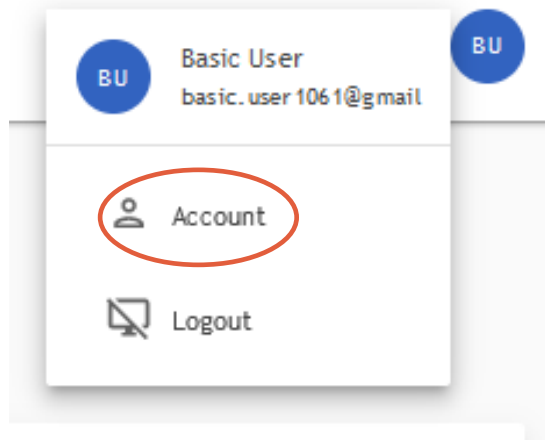 BU
Basic User
basic.user1061@gmail
BU
Account
Logout